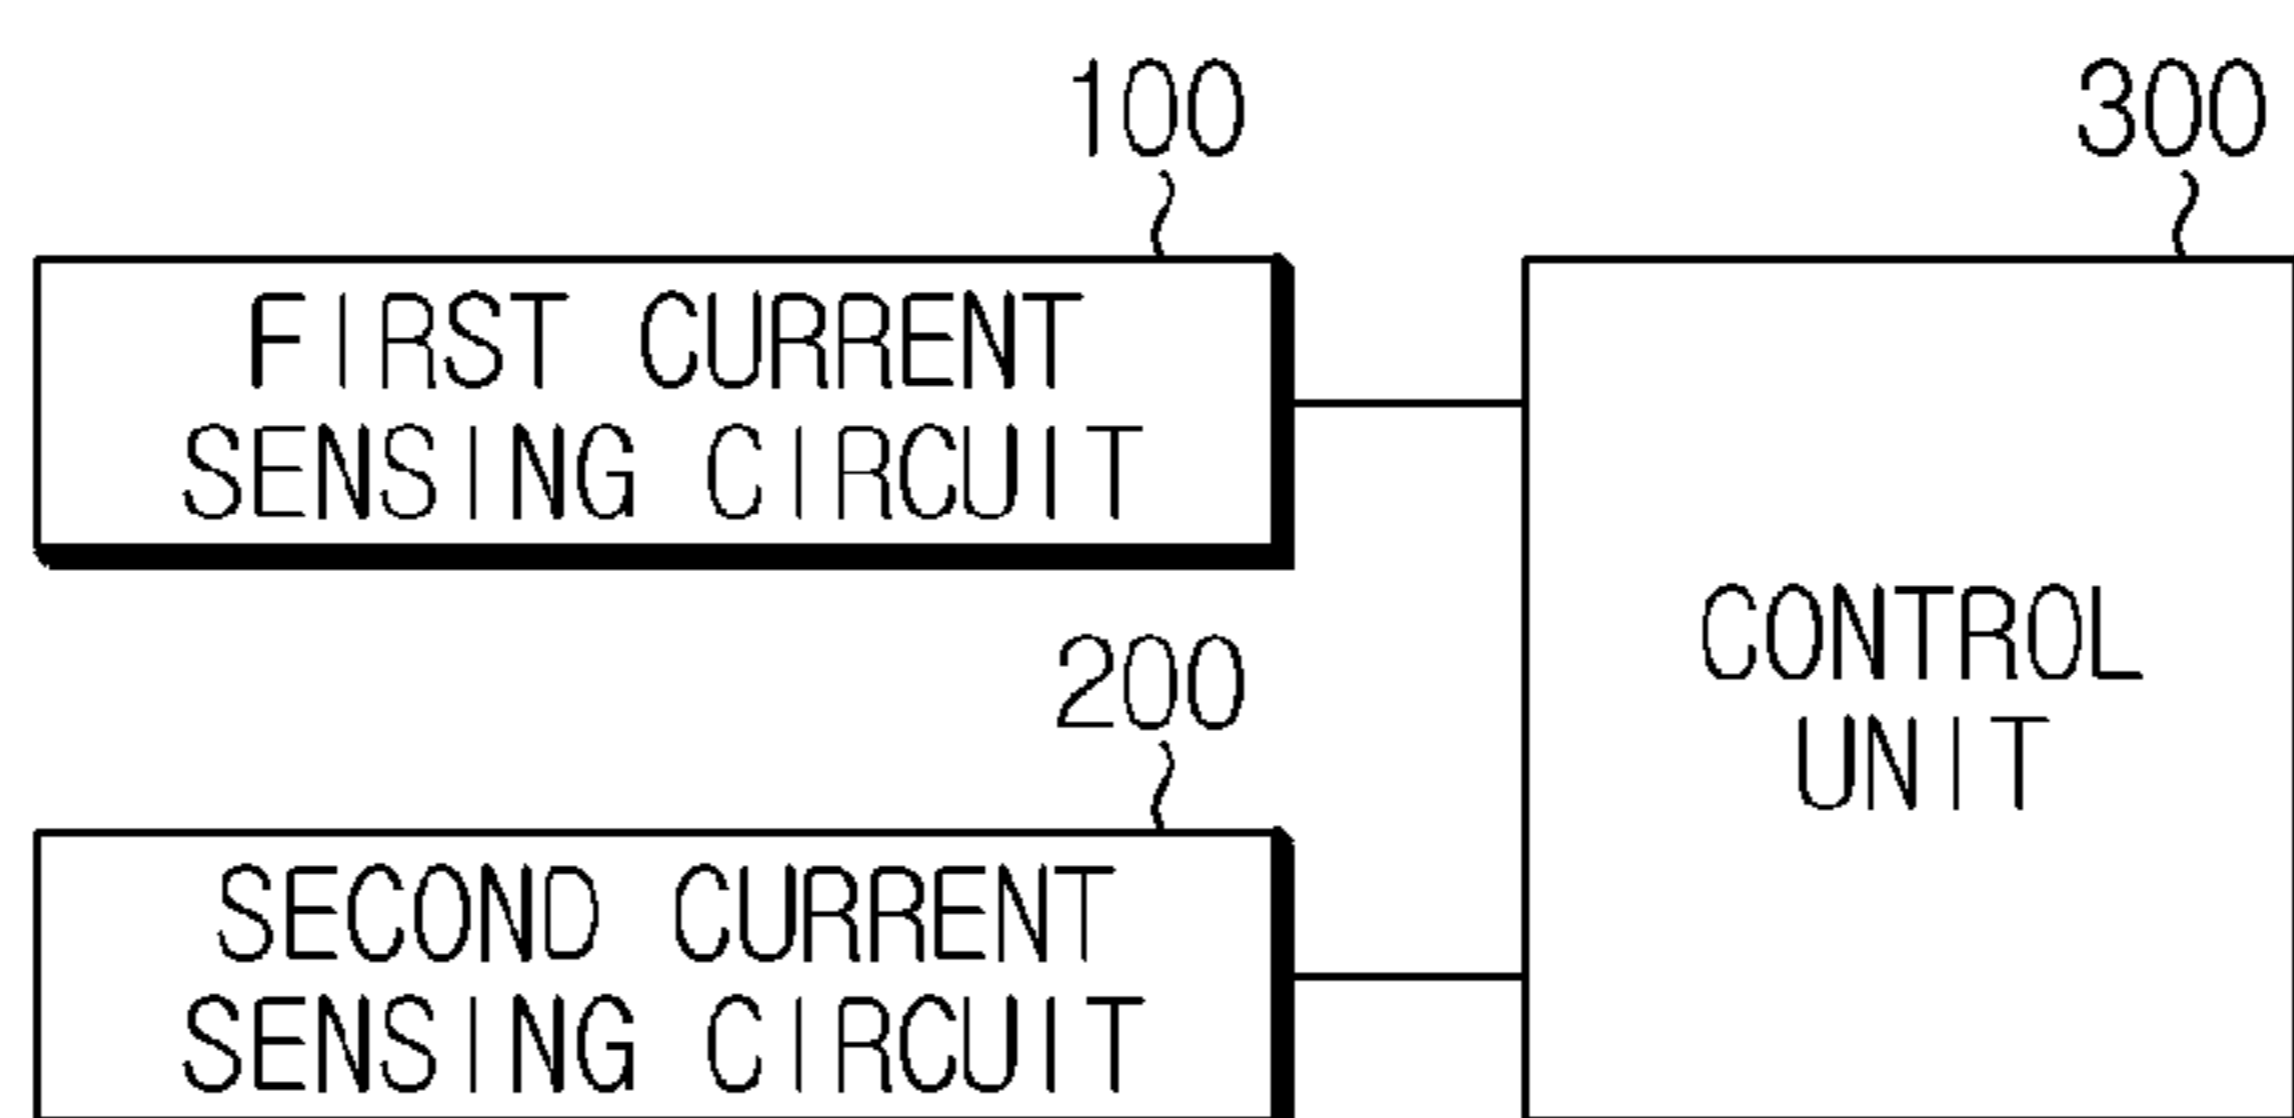 100
FIRST CURRENT
SENSING CIRCUIT
200
SECOND CURRENT
SENSING CIRCUIT
300
CONTROL
UNIT